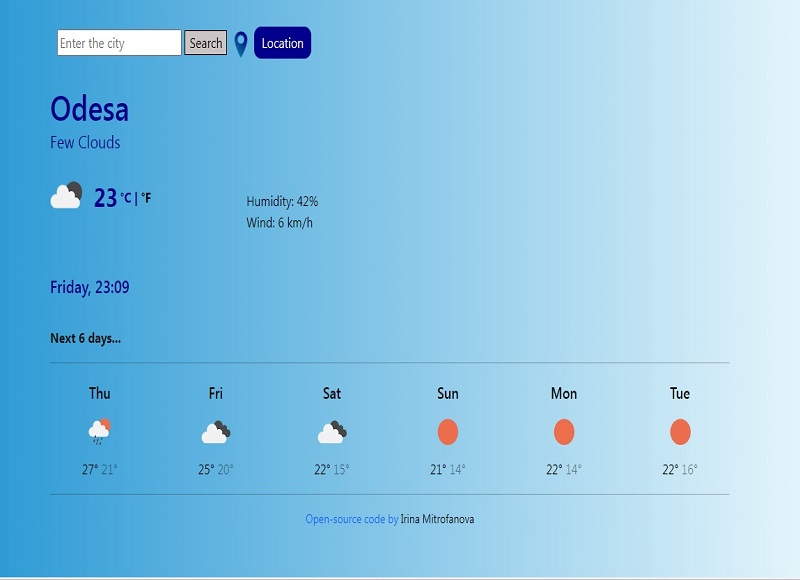 Enter the city Search Location
Odesa
Few Clouds
23 °C | °F
Humidity: 42%
Wind: 6 km/h
Friday, 23:09
Next 6 days...
Thu Fri Sat Sun Mon Tue
27° 21° 25° 20° 22° 15° 21° 14° 22° 14° 22° 16°
Open-source code by Irina Mitrofanova